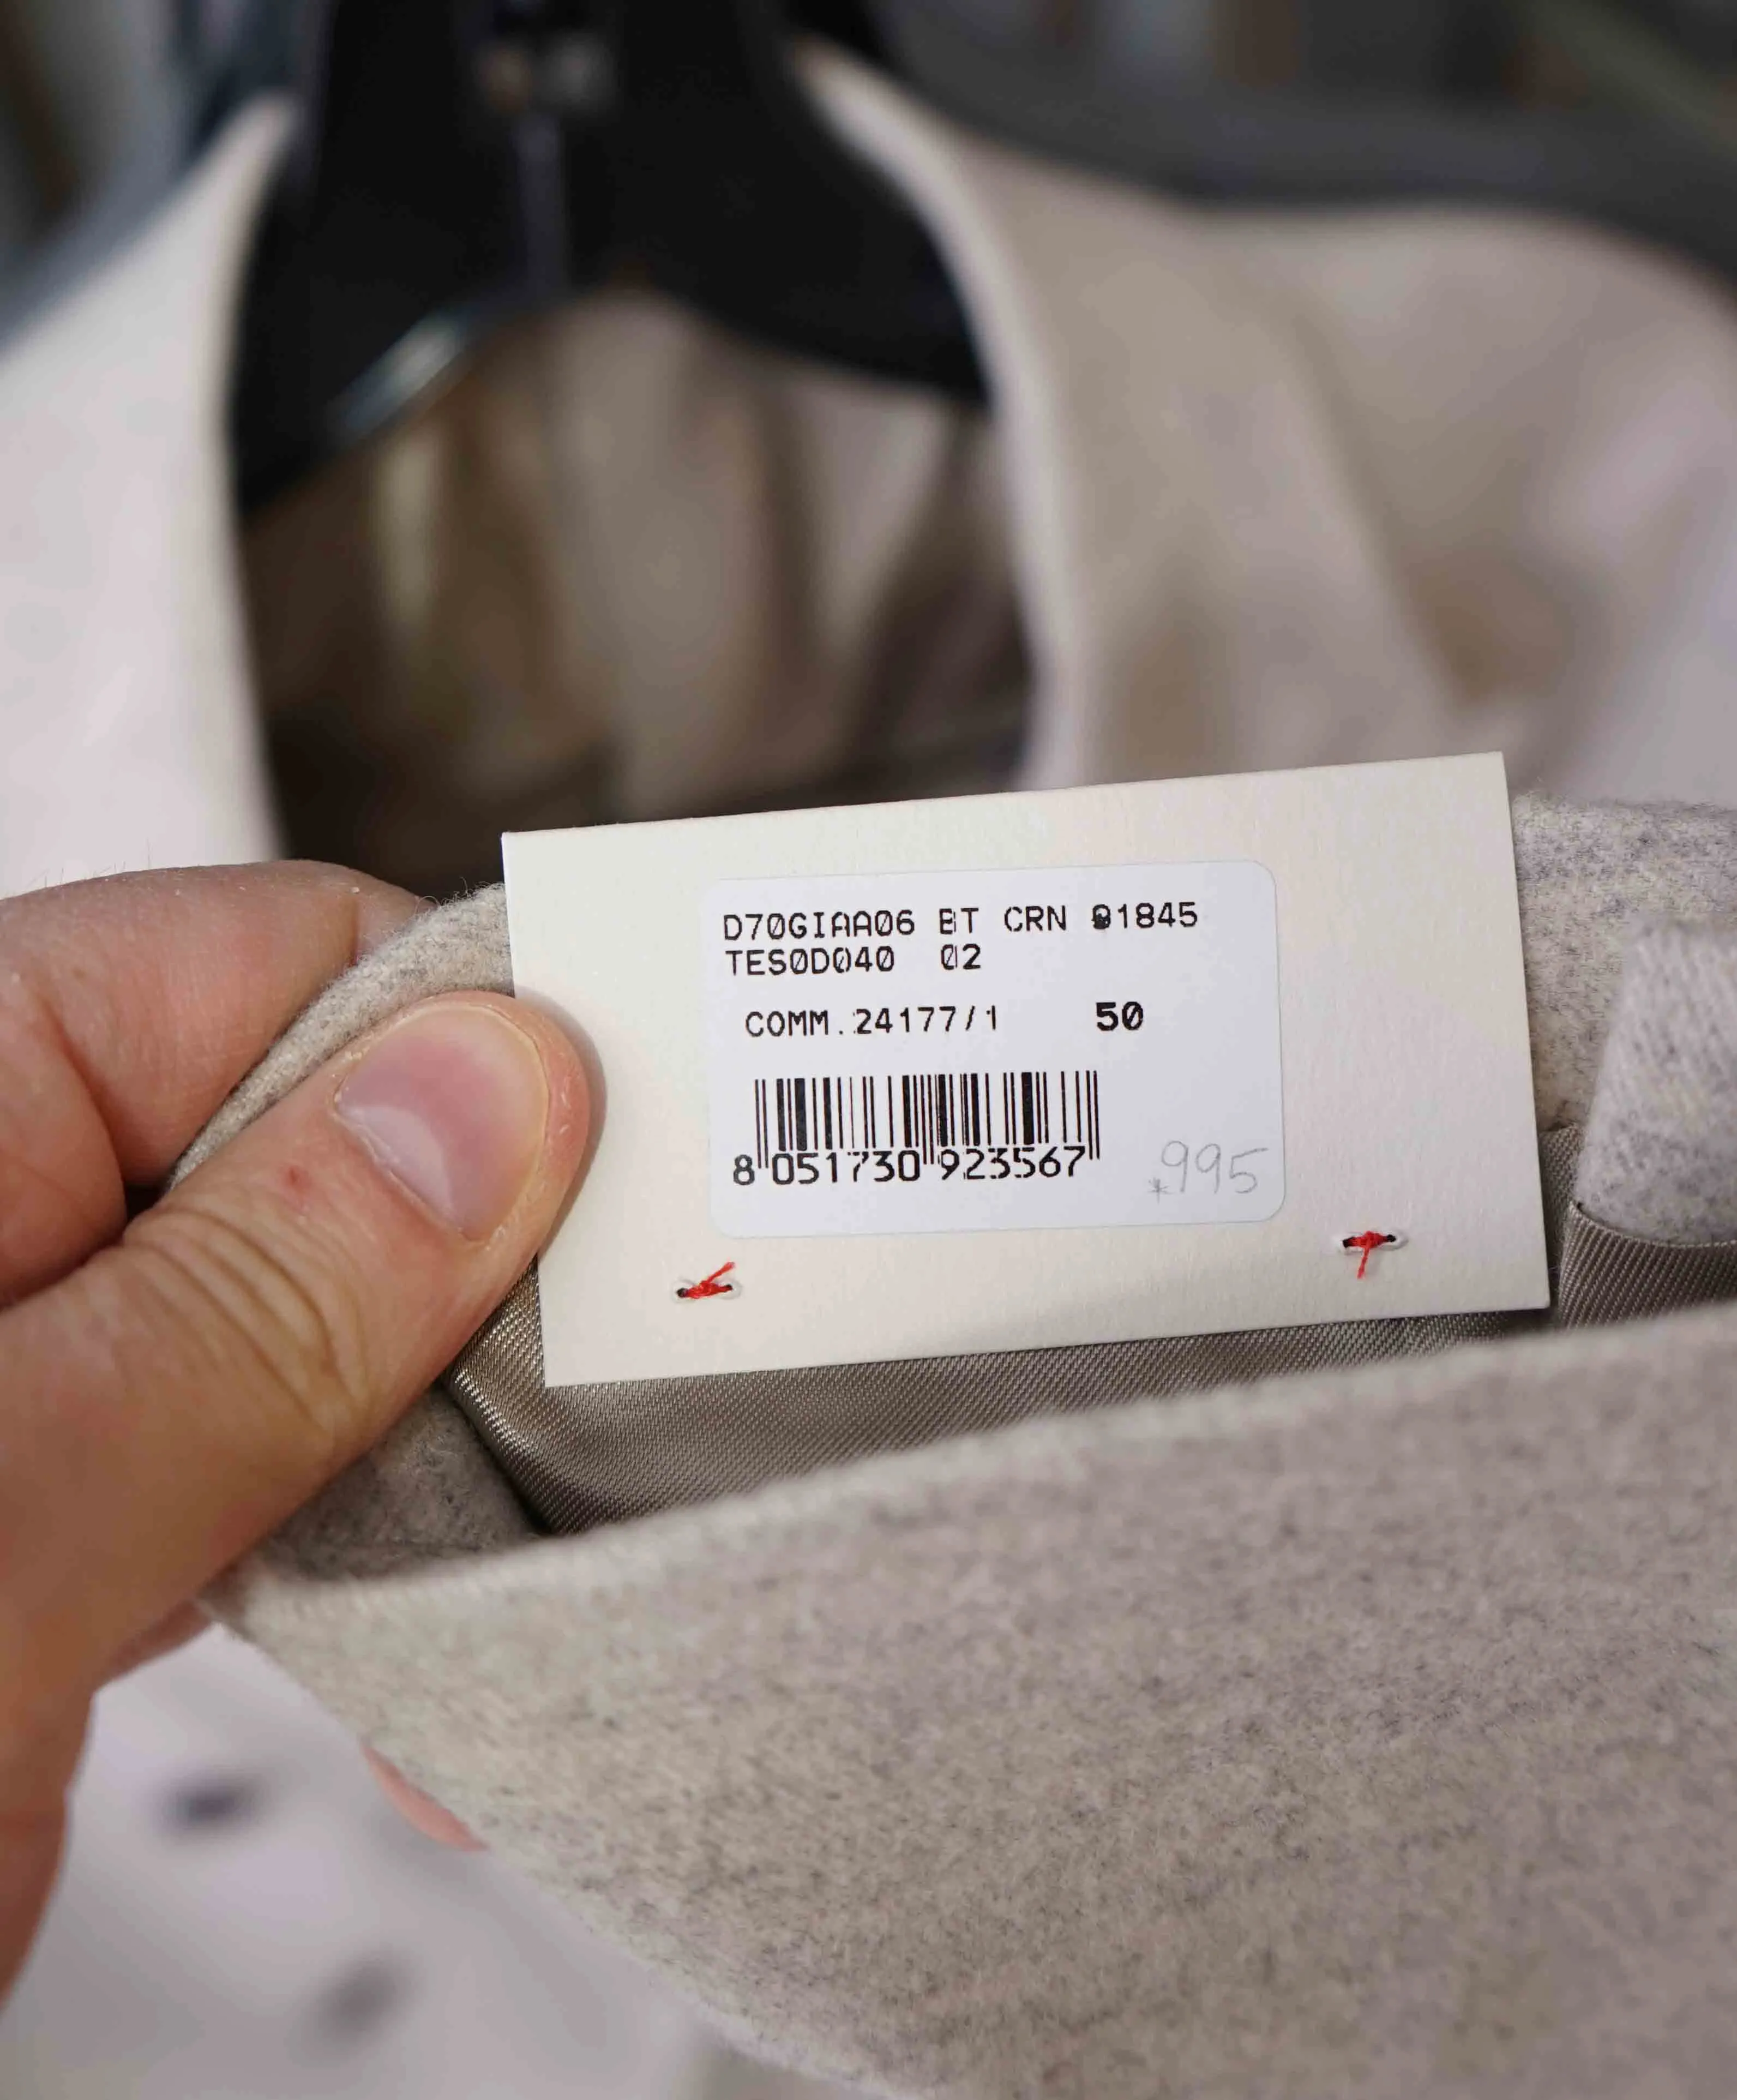 D70GIAA06 BT CRN 01845
TES0D040 02
COMM.24177/1 50
8 051730 923567
*995